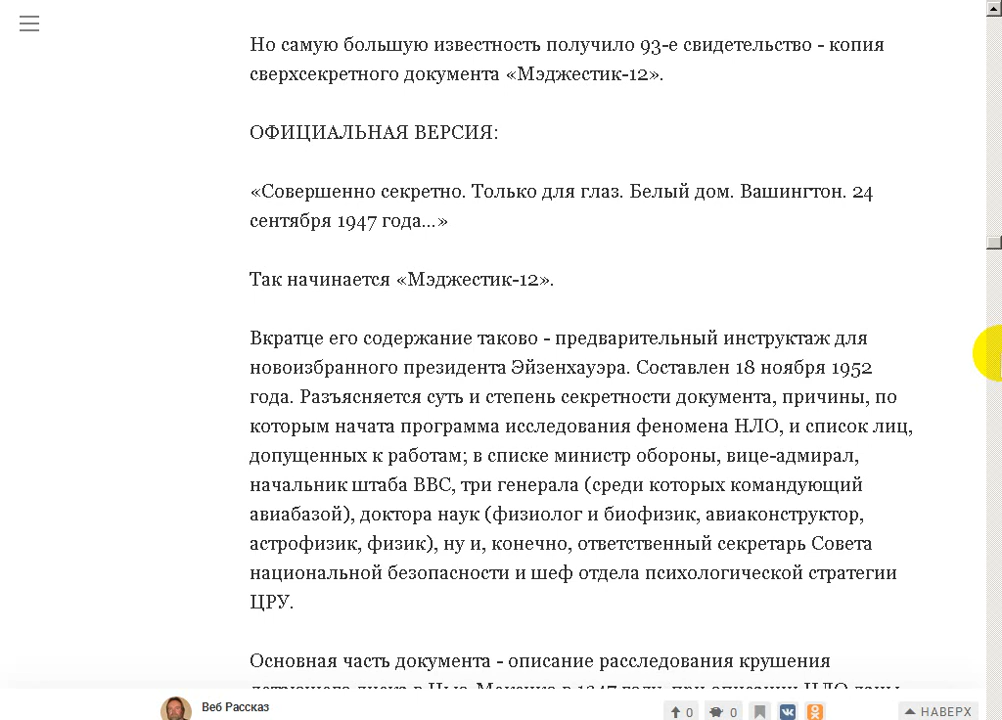 Но самую большую известность получило 93-е свидетельство - копия
сверхсекретного документа «Мэджестик-12».
ОФИЦИАЛЬНАЯ ВЕРСИЯ:
«Совершенно секретно. Только для глаз. Белый дом. Вашингтон. 24
сентября 1947 года...»
Так начинается «Мэджестик-12».
Вкратце его содержание таково - предварительный инструктаж для
новоизбранного президента Эйзенхауэра. Составлен 18 ноября 1952
года. Разъясняется суть и степень секретности документа, причины, по
которым начата программа исследования феномена НЛО, и список лиц,
допущенных к работам; в списке министр обороны, вице-адмирал,
начальник штаба ВВС, три генерала (среди которых командующий
авиабазой), доктора наук (физиолог и биофизик, авиаконструктор,
астрофизик, физик), ну и, конечно, ответственный секретарь Совета
национальной безопасности и шеф отдела психологической стратегии
ЦРУ.
Основная часть документа - описание расследования крушения
Веб Рассказ
0
0
НАВЕРХ